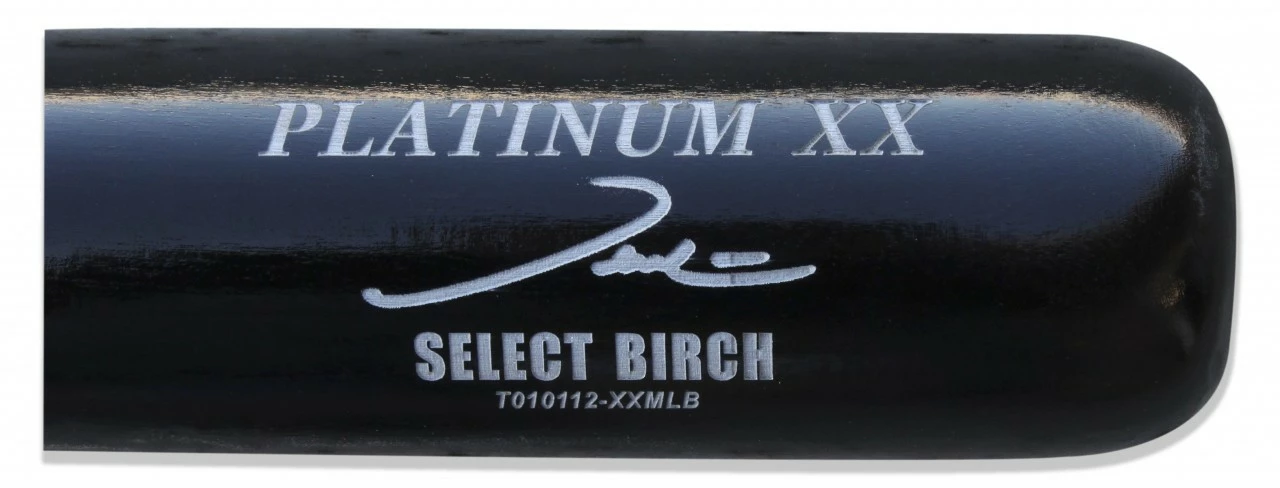 PLATINUM XX
SELECT BIRCH
T010112-XXMLB